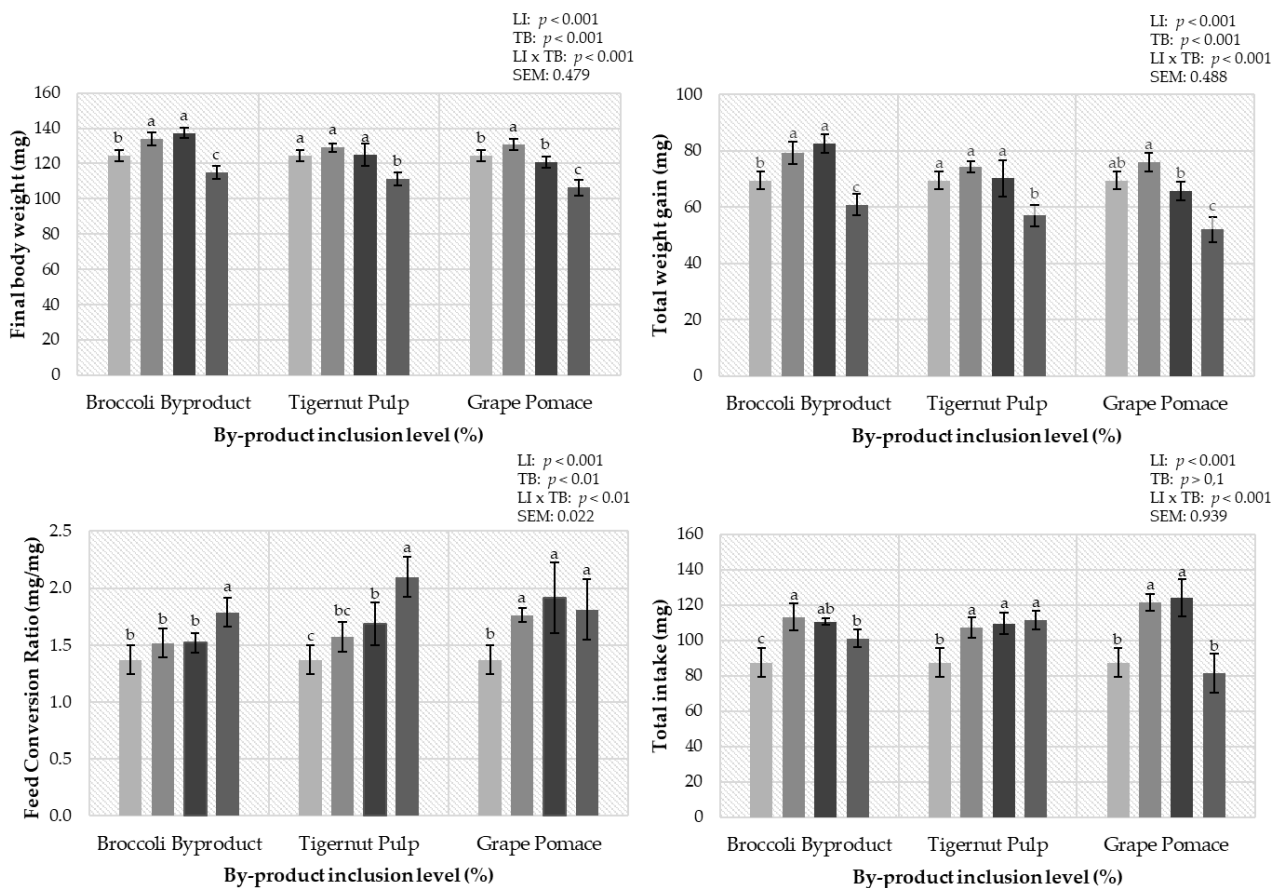 LI: p < 0.001
TB: p < 0.001
LI x TB: p < 0.001
SEM: 0.479
160
140
120
100
80
60
40
20
0
Final body weight (mg)
b
a
a
c
a
a
a
b
b
a
b
c
Broccoli Byproduct
Tigernut Pulp
Grape Pomace
By-product inclusion level (%)
LI: p < 0.001
TB: p < 0.001
LI x TB: p < 0.001
SEM: 0.488
100
80
60
40
20
0
Total weight gain (mg)
b
a
a
c
a
a
a
b
ab
a
b
c
Broccoli Byproduct
Tigernut Pulp
Grape Pomace
By-product inclusion level (%)
LI: p < 0.001
TB: p < 0.01
LI x TB: p < 0.01
SEM: 0.022
2.5
2.0
1.5
1.0
0.5
0.0
Feed Conversion Ratio (mg/mg)
b
b
b
a
c
bc
b
a
b
a
a
a
Broccoli Byproduct
Tigernut Pulp
Grape Pomace
By-product inclusion level (%)
LI: p < 0.001
TB: p > 0,1
LI x TB: p < 0.001
SEM: 0.939
160
140
120
100
80
60
40
20
0
Total intake (mg)
c
a
ab
b
b
a
a
a
b
a
a
b
Broccoli Byproduct
Tigernut Pulp
Grape Pomace
By-product inclusion level (%)